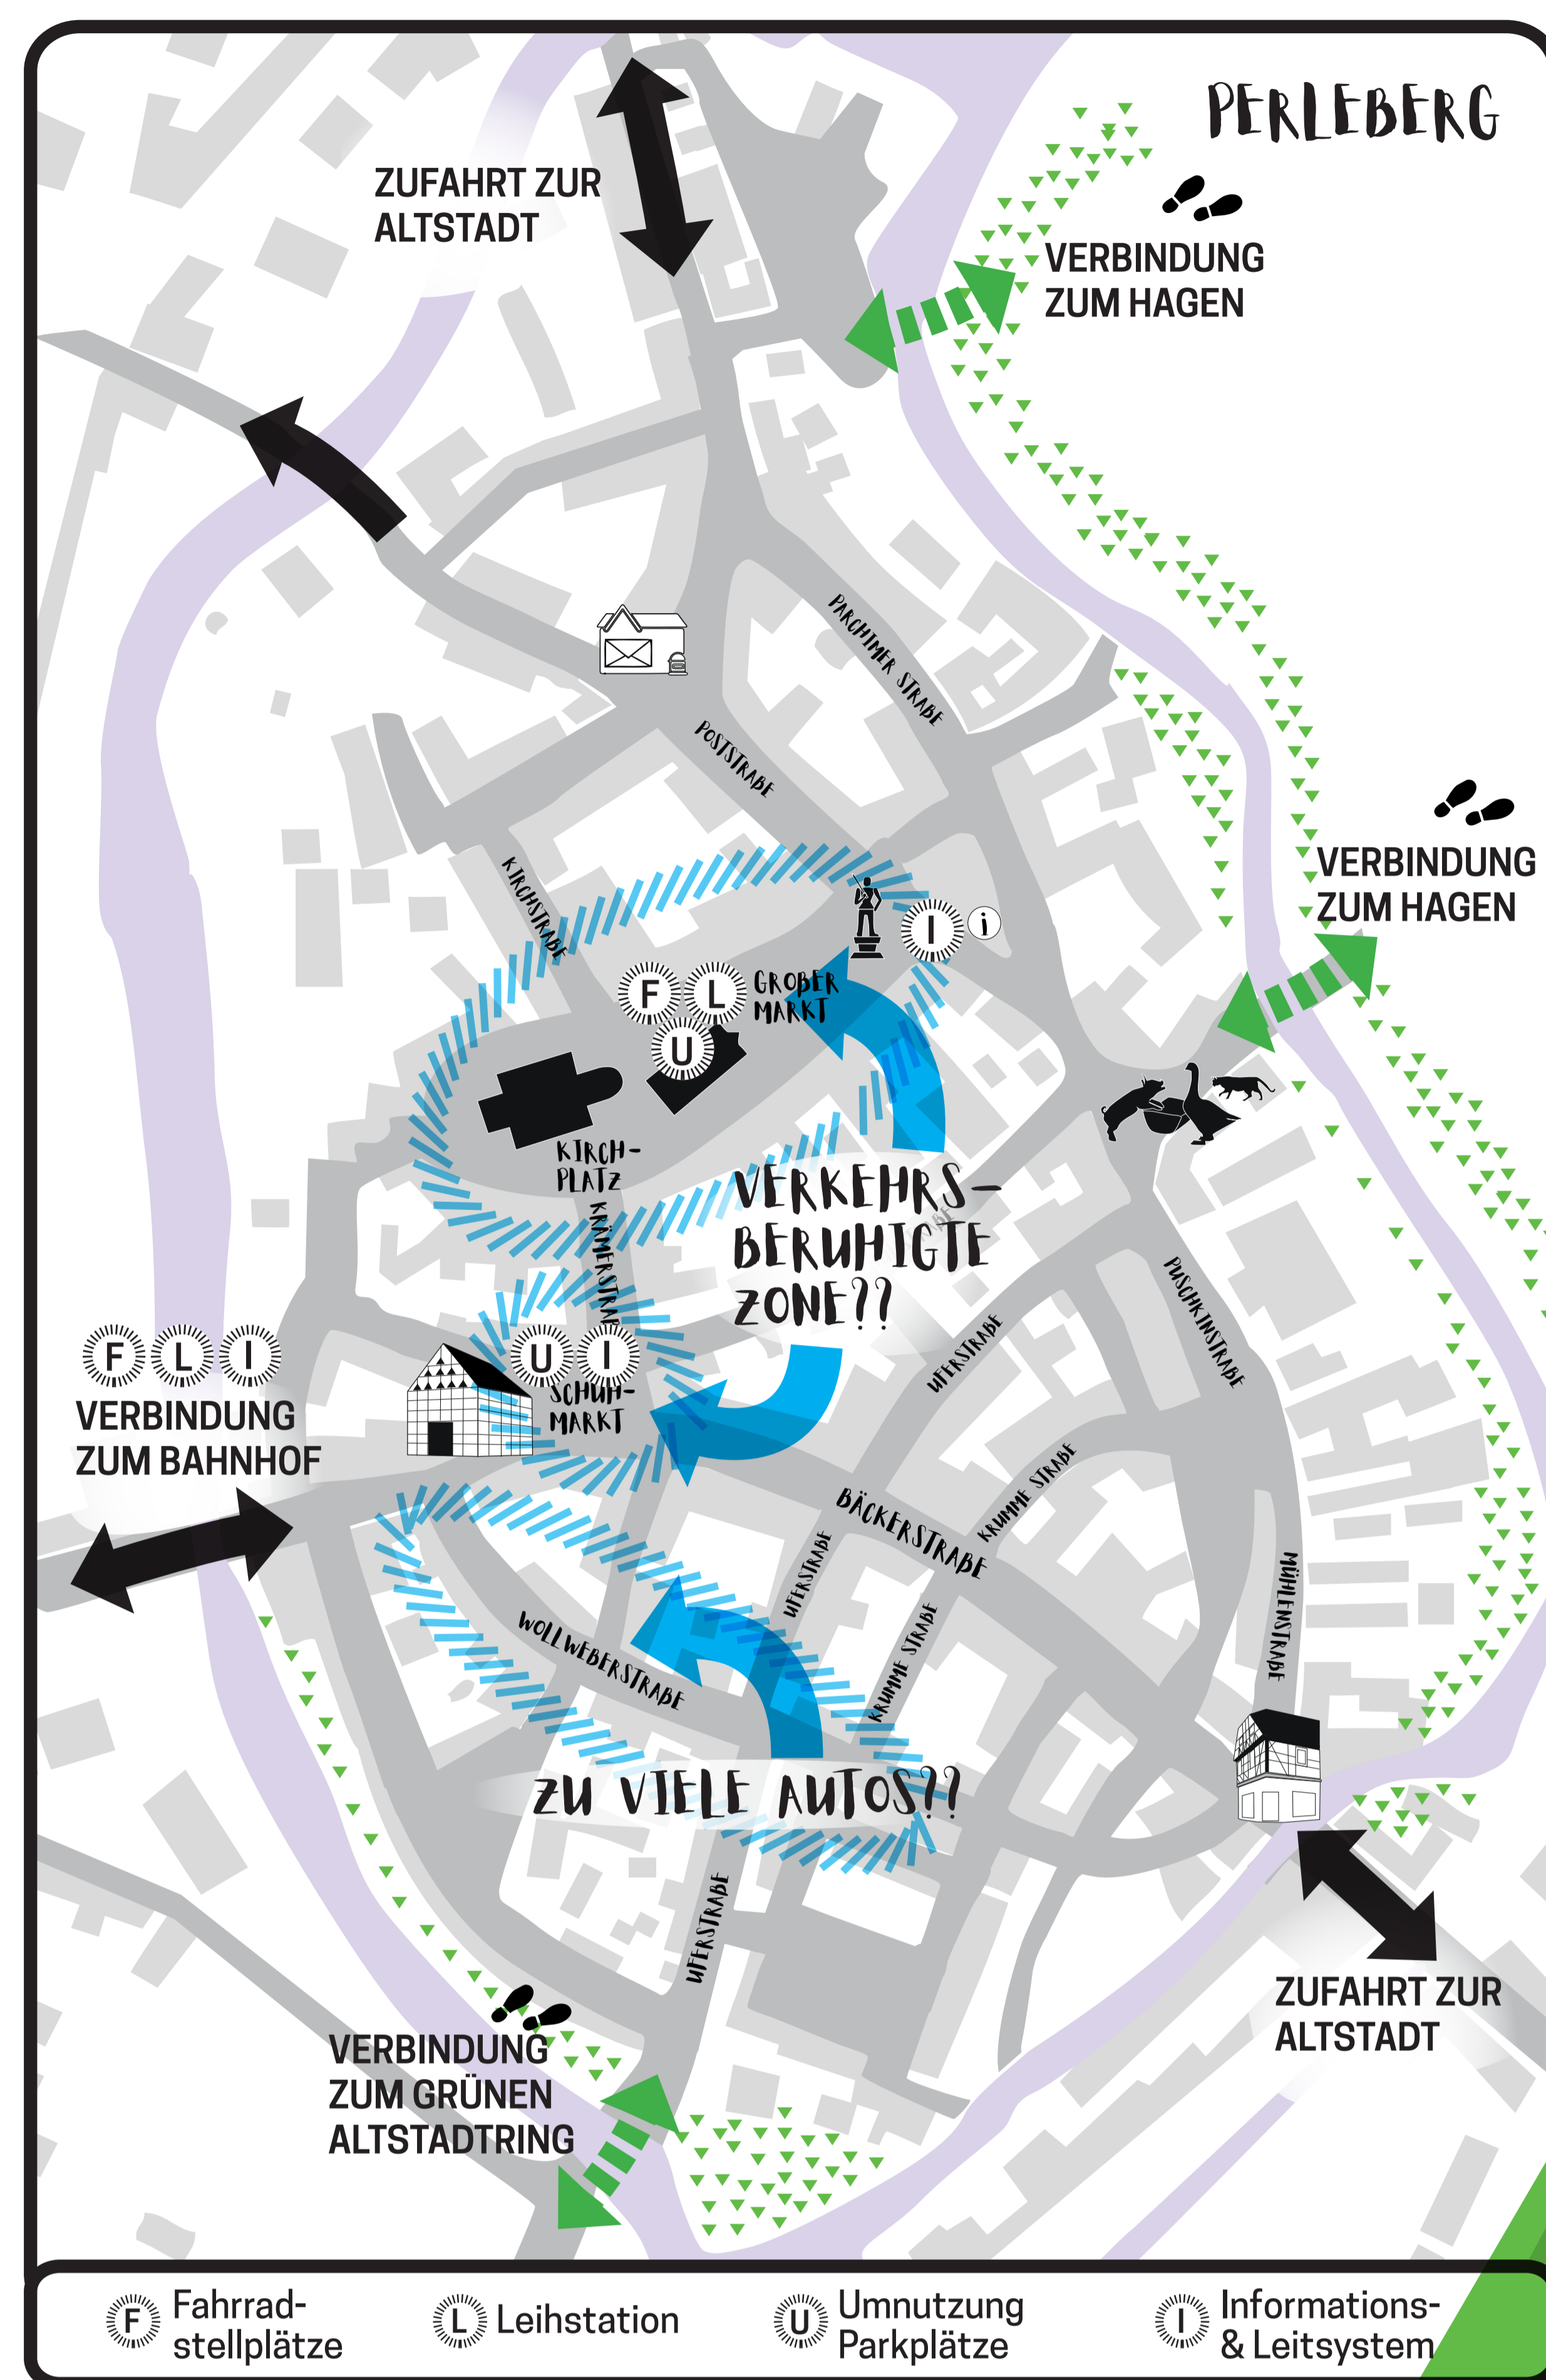 PERLEBERG
ZUFAHRT ZUR
ALTSTADT
VERBINDUNG
ZUM HAGEN
PARCHIMER STRAßE
POSTSTRAßE
KIRCHSTRAßE
VERBINDUNG
ZUM HAGEN
I i
F L
GROßER
MARKT
U
KIRCH-
PLATZ
VERKEHRS-
BERUHIGTE
ZONE??
PUSCHKINSTRAßE
UFERSTRAßE
F L I
U I
SCHUH-
MARKT
VERBINDUNG
ZUM BAHNHOF
KRUMME STRAßE
BÄCKERSTRAßE
UFERSTRAßE
MÜHLENSTRAßE
WOLLWEBERSTRAßE
KRUMME STRAßE
ZU VIELE AUTOS??
UFERSTRAßE
ZUFAHRT ZUR
ALTSTADT
VERBINDUNG
ZUM GRÜNEN
ALTSTADTRING
F Fahrrad-
stellplätze
L Leihstation
U Umnutzung
Parkplätze
I Informations-
& Leitsystem